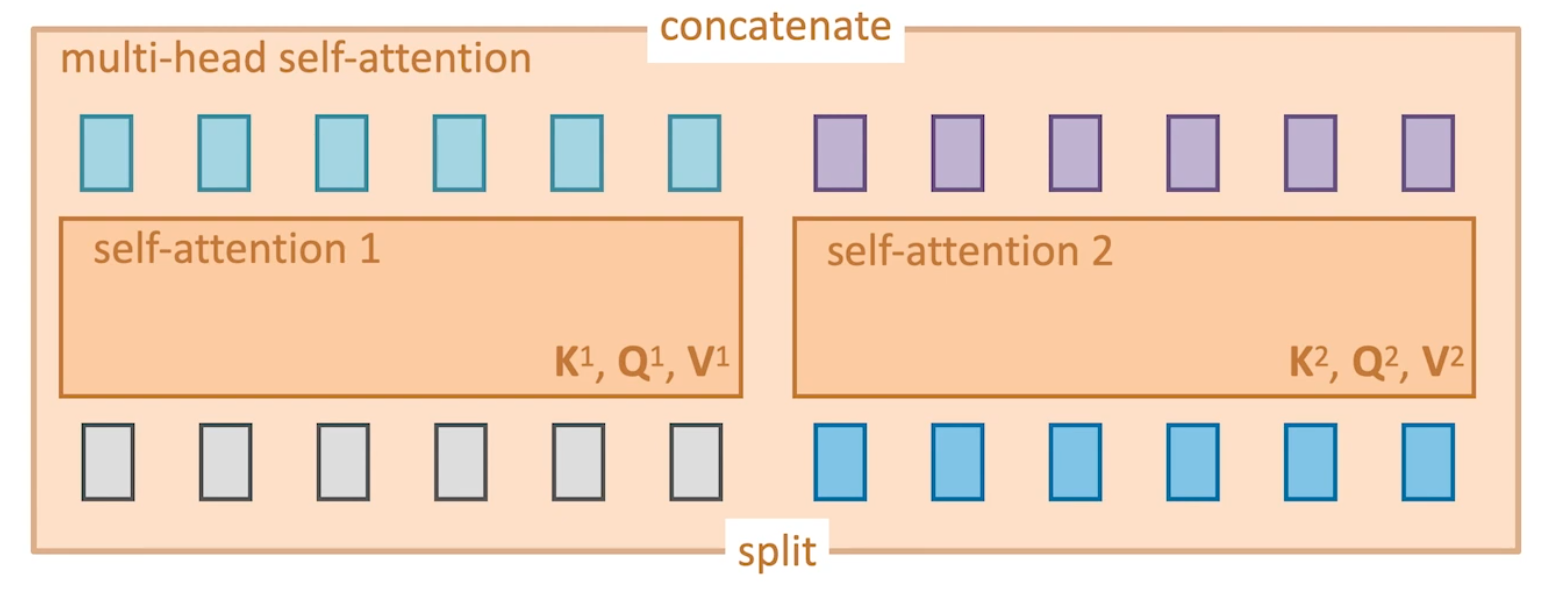 concatenate
multi-head self-attention
self-attention 1
K¹, Q¹, V¹
self-attention 2
K², Q², V²
split